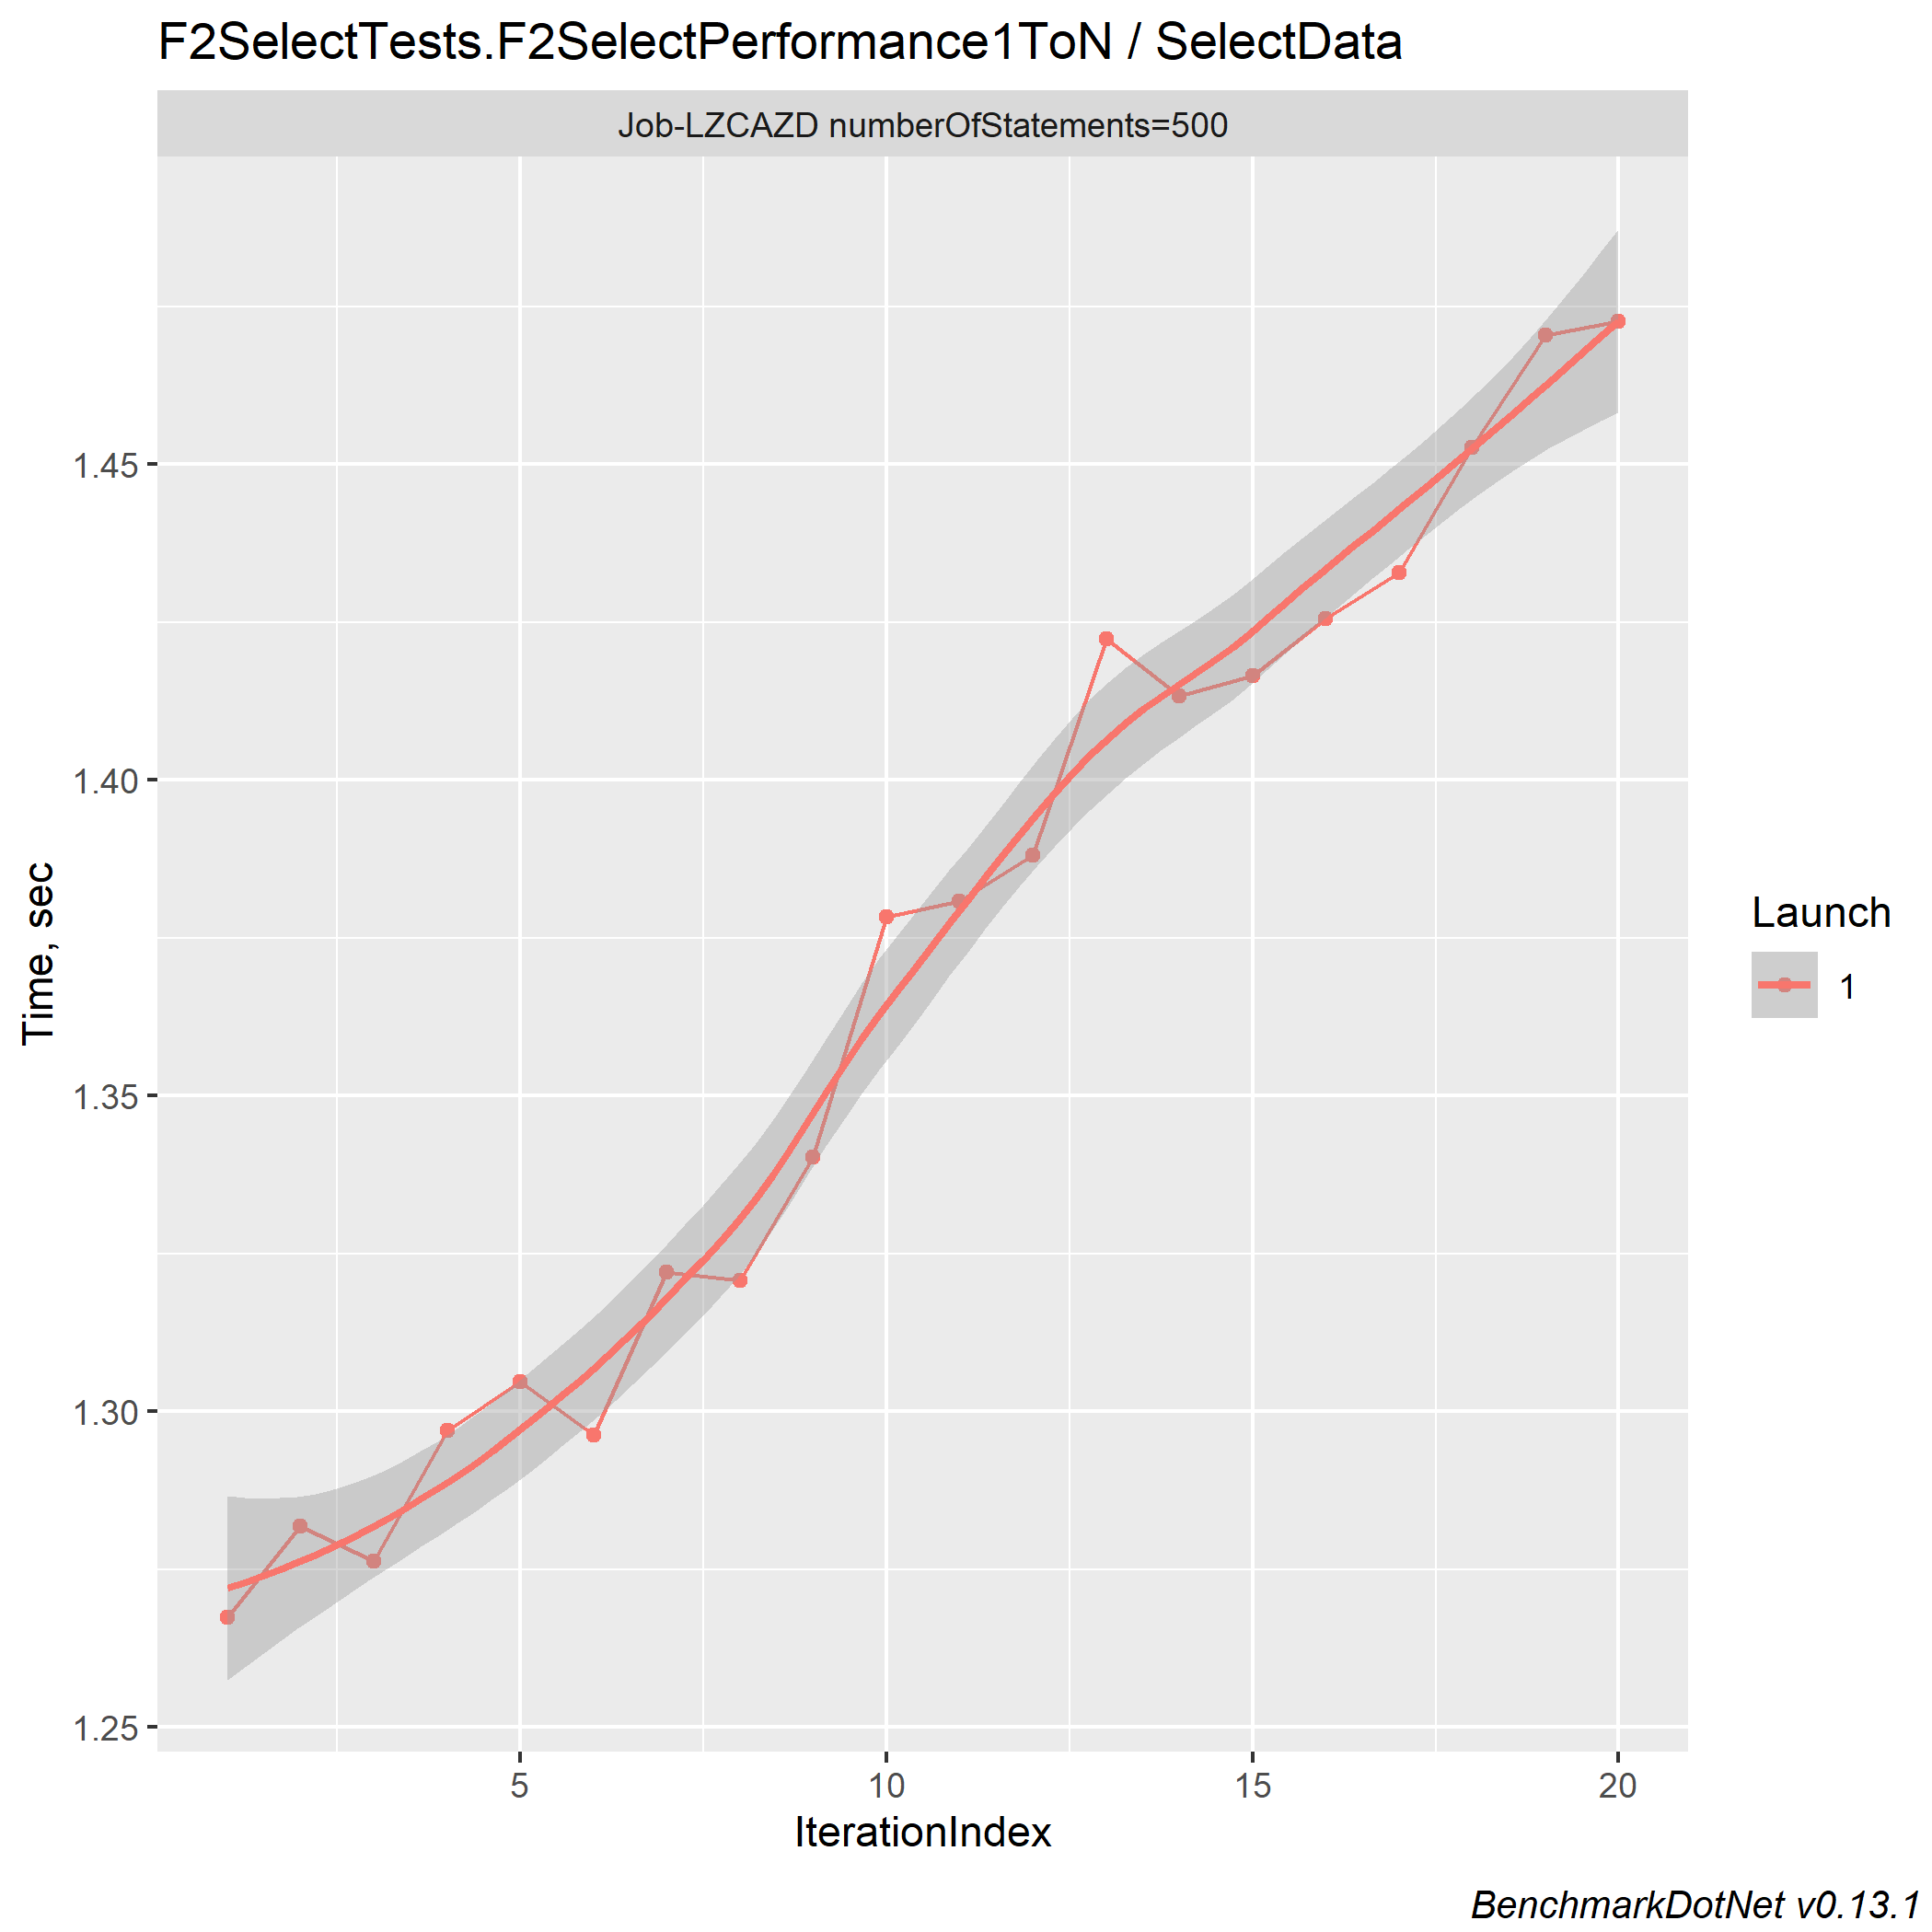 F2SelectTests.F2SelectPerformance1ToN / SelectData
Job-LZCAZD numberOfStatements=500
1.45
1.40
1.35
1.30
1.25
Time, sec
5 10 15 20
IterationIndex
Launch
1
BenchmarkDotNet v0.13.1